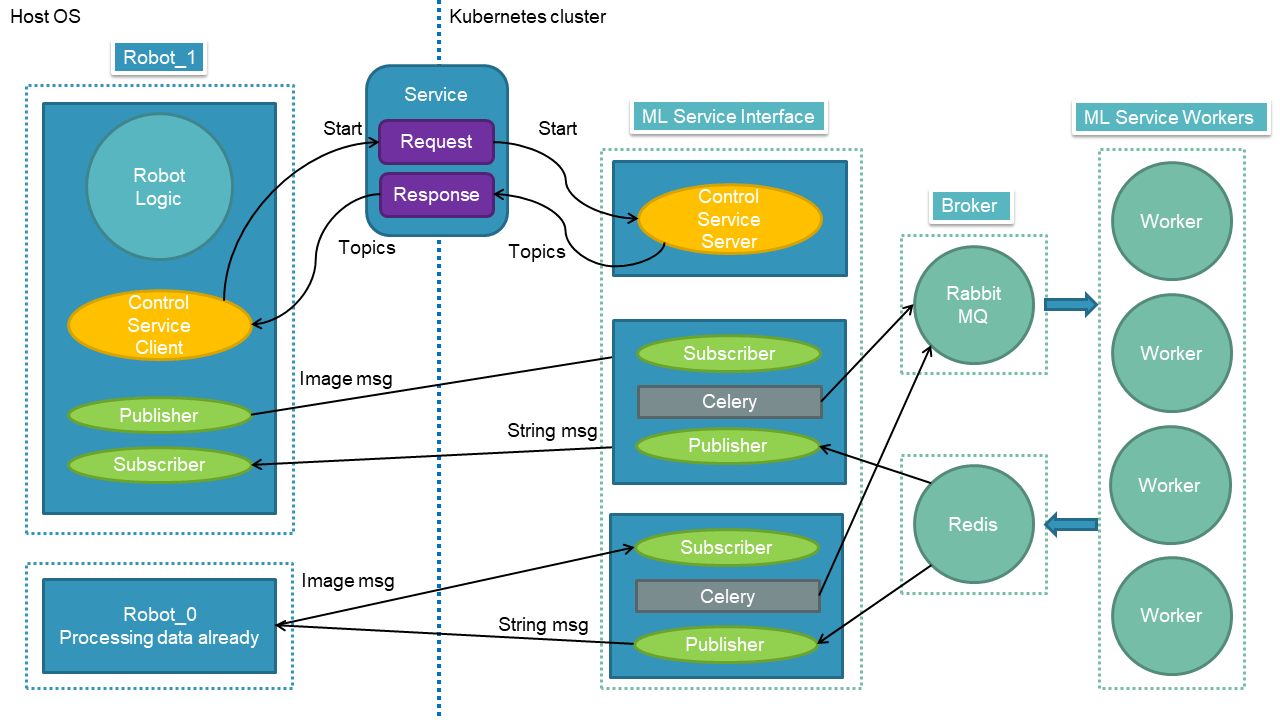 Host OS
Kubernetes cluster
Robot_1
Robot
Logic
Control
Service
Client
Publisher
Subscriber
Start
Topics
Service
Request
Response
Start
Topics
Image msg
String msg
Robot_0
Processing data already
Image msg
String msg
ML Service Interface
Control
Service
Server
Subscriber
Celery
Publisher
Subscriber
Celery
Publisher
Broker
Rabbit
MQ
Redis
ML Service Workers
Worker
Worker
Worker
Worker